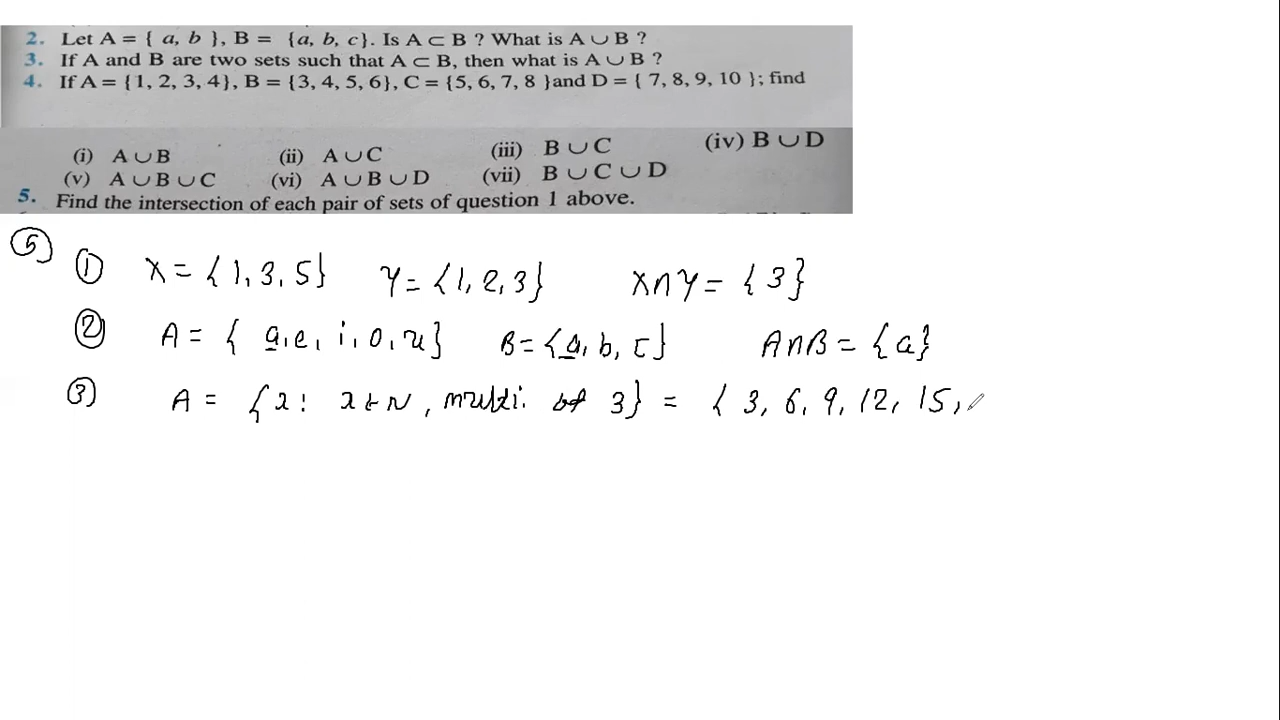 2. Let A = { a, b }, B = {a, b, c}. Is A ⊂ B ? What is A ∪ B ?
3. If A and B are two sets such that A ⊂ B, then what is A ∪ B ?
4. If A = {1, 2, 3, 4}, B = {3, 4, 5, 6}, C = {5, 6, 7, 8 }and D = { 7, 8, 9, 10 }; find
(i) A ∪ B (ii) A ∪ C (iii) B ∪ C (iv) B ∪ D
(v) A ∪ B ∪ C (vi) A ∪ B ∪ D (vii) B ∪ C ∪ D
5. Find the intersection of each pair of sets of question 1 above.
5
1 X = {1, 3, 5} Y = {1, 2, 3} X∩Y = {3}
2 A = { a, e, i, o, u} B = {a, b, c} A∩B = {a}
3 A = {x: x ∈ N, multi. of 3} = { 3, 6, 9, 12, 15,